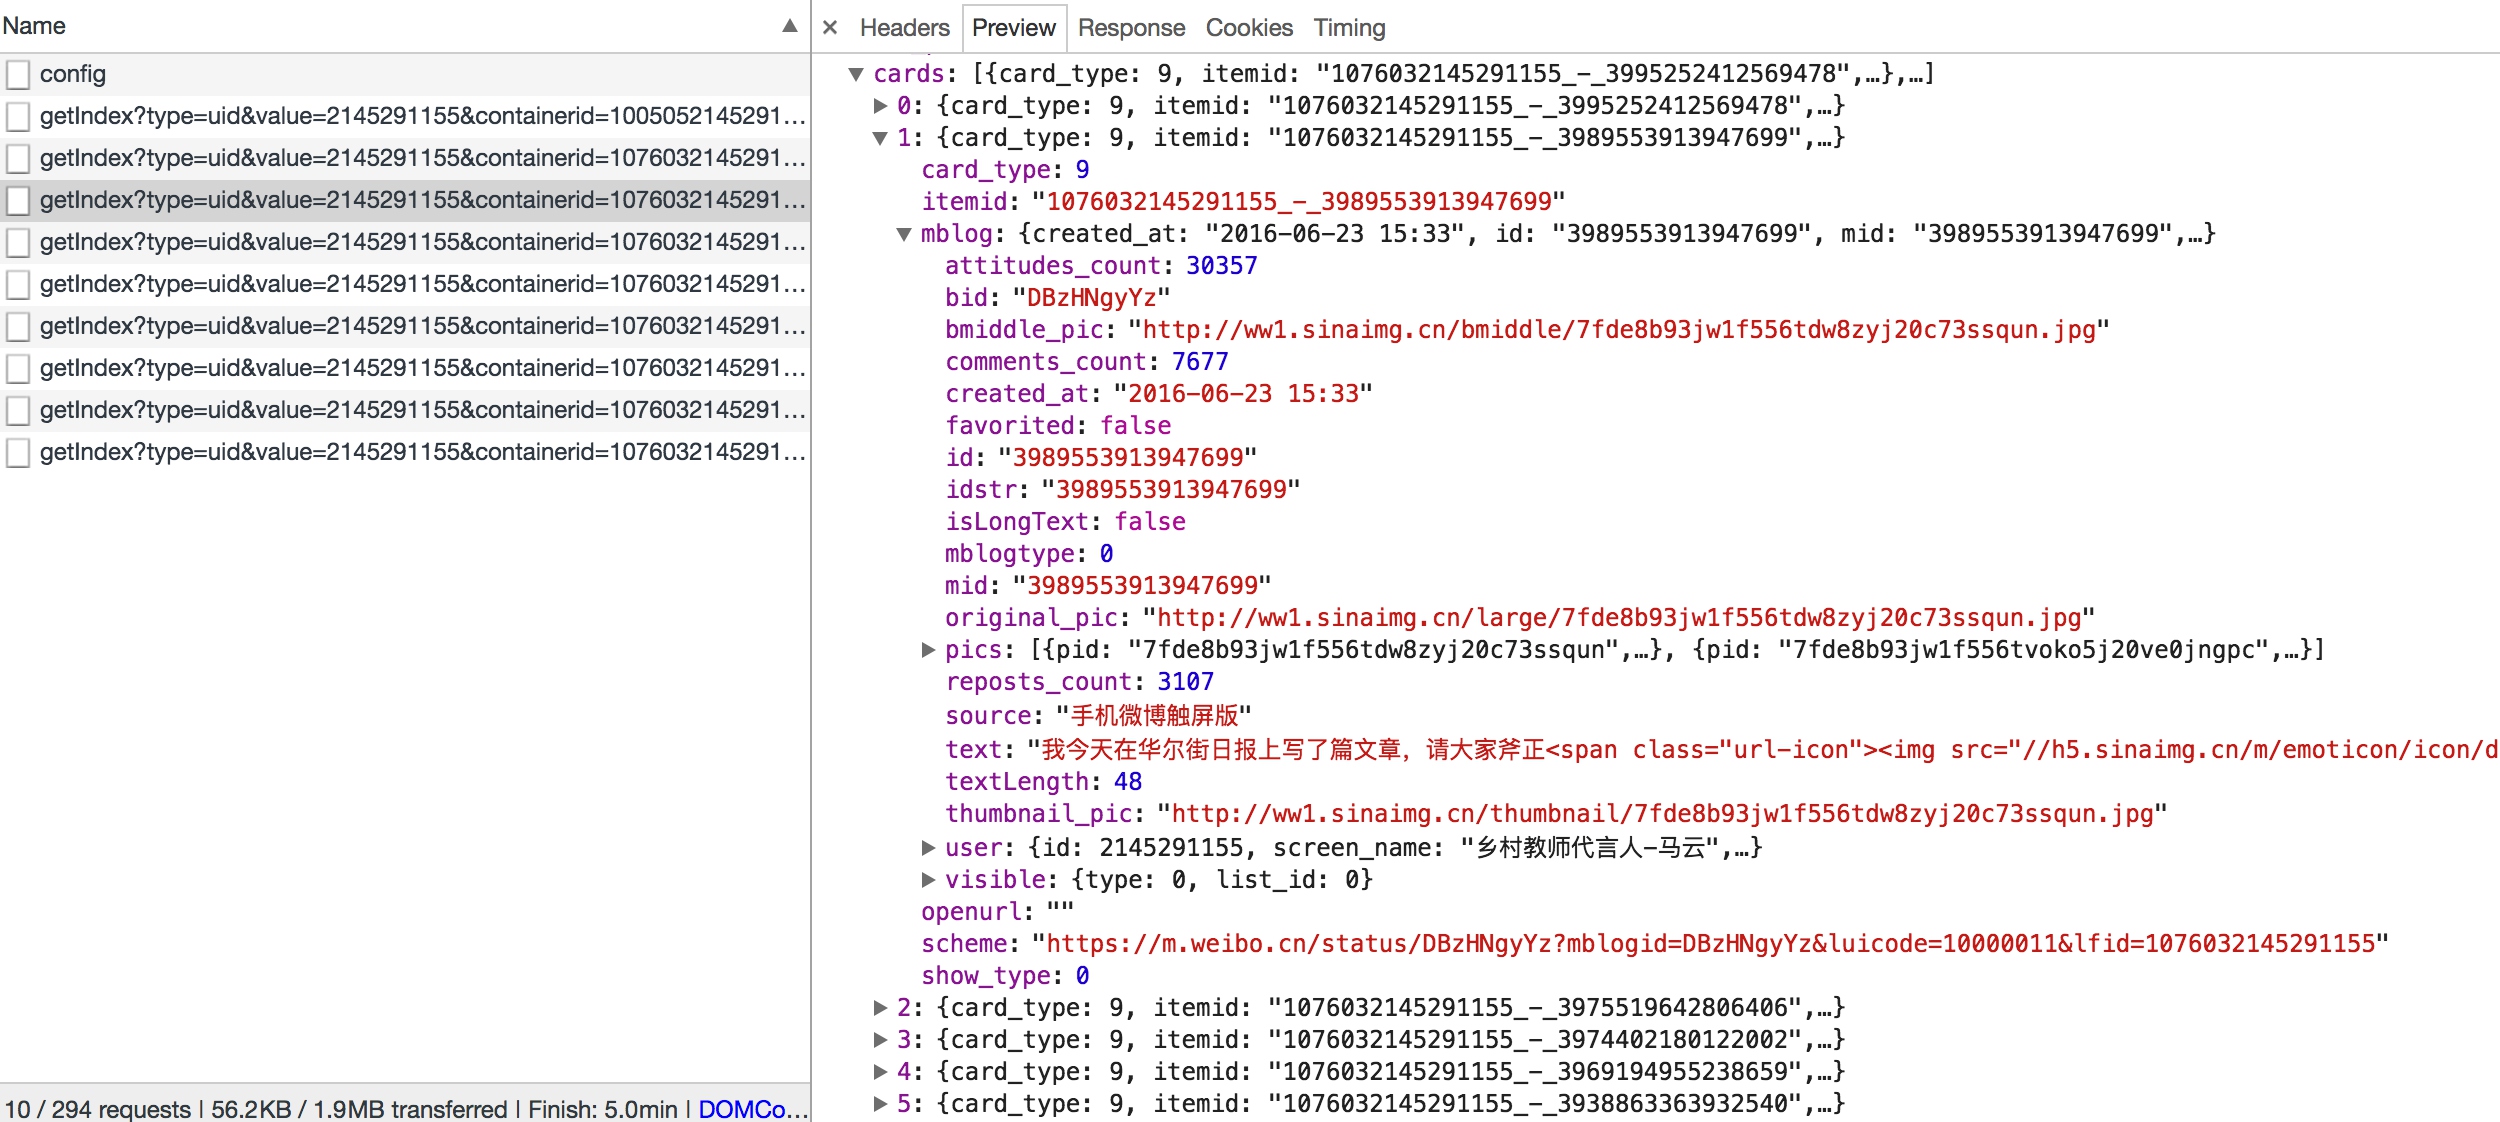 Name ▲
config
getIndex?type=uid&value=2145291155&containerid=1005052145291...
getIndex?type=uid&value=2145291155&containerid=1076032145291...
getIndex?type=uid&value=2145291155&containerid=1076032145291...
getIndex?type=uid&value=2145291155&containerid=1076032145291...
getIndex?type=uid&value=2145291155&containerid=1076032145291...
getIndex?type=uid&value=2145291155&containerid=1076032145291...
getIndex?type=uid&value=2145291155&containerid=1076032145291...
getIndex?type=uid&value=2145291155&containerid=1076032145291...
getIndex?type=uid&value=2145291155&containerid=1076032145291...
10 / 294 requests | 56.2KB / 1.9MB transferred | Finish: 5.0min | DOMCo...
× Headers Preview Response Cookies Timing
▼ cards: [{card_type: 9, itemid: "1076032145291155_-_3995252412569478",…},…]
▶ 0: {card_type: 9, itemid: "1076032145291155_-_3995252412569478",…}
▼ 1: {card_type: 9, itemid: "1076032145291155_-_3989553913947699",…}
card_type: 9
itemid: "1076032145291155_-_3989553913947699"
▼ mblog: {created_at: "2016-06-23 15:33", id: "3989553913947699", mid: "3989553913947699",…}
attitudes_count: 30357
bid: "DBzHNgyYz"
bmiddle_pic: "http://ww1.sinaimg.cn/bmiddle/7fde8b93jw1f556tdw8zyj20c73ssqun.jpg"
comments_count: 7677
created_at: "2016-06-23 15:33"
favorited: false
id: "3989553913947699"
idstr: "3989553913947699"
isLongText: false
mblogtype: 0
mid: "3989553913947699"
original_pic: "http://ww1.sinaimg.cn/large/7fde8b93jw1f556tdw8zyj20c73ssqun.jpg"
▶ pics: [{pid: "7fde8b93jw1f556tdw8zyj20c73ssqun",…}, {pid: "7fde8b93jw1f556tvoko5j20ve0jngpc",…}]
reposts_count: 3107
source: "手机微博触屏版"
text: "我今天在华尔街日报上写了篇文章，请大家斧正<span class="url-icon"><img src="//h5.sinaimg.cn/m/emoticon/icon/d
textLength: 48
thumbnail_pic: "http://ww1.sinaimg.cn/thumbnail/7fde8b93jw1f556tdw8zyj20c73ssqun.jpg"
▶ user: {id: 2145291155, screen_name: "乡村教师代言人-马云",…}
▶ visible: {type: 0, list_id: 0}
openurl: ""
scheme: "https://m.weibo.cn/status/DBzHNgyYz?mblogid=DBzHNgyYz&luicode=10000011&lfid=1076032145291155"
show_type: 0
▶ 2: {card_type: 9, itemid: "1076032145291155_-_3975519642806406",…}
▶ 3: {card_type: 9, itemid: "1076032145291155_-_3974402180122002",…}
▶ 4: {card_type: 9, itemid: "1076032145291155_-_3969194955238659",…}
▶ 5: {card_type: 9, itemid: "1076032145291155_-_3938863363932540",…}